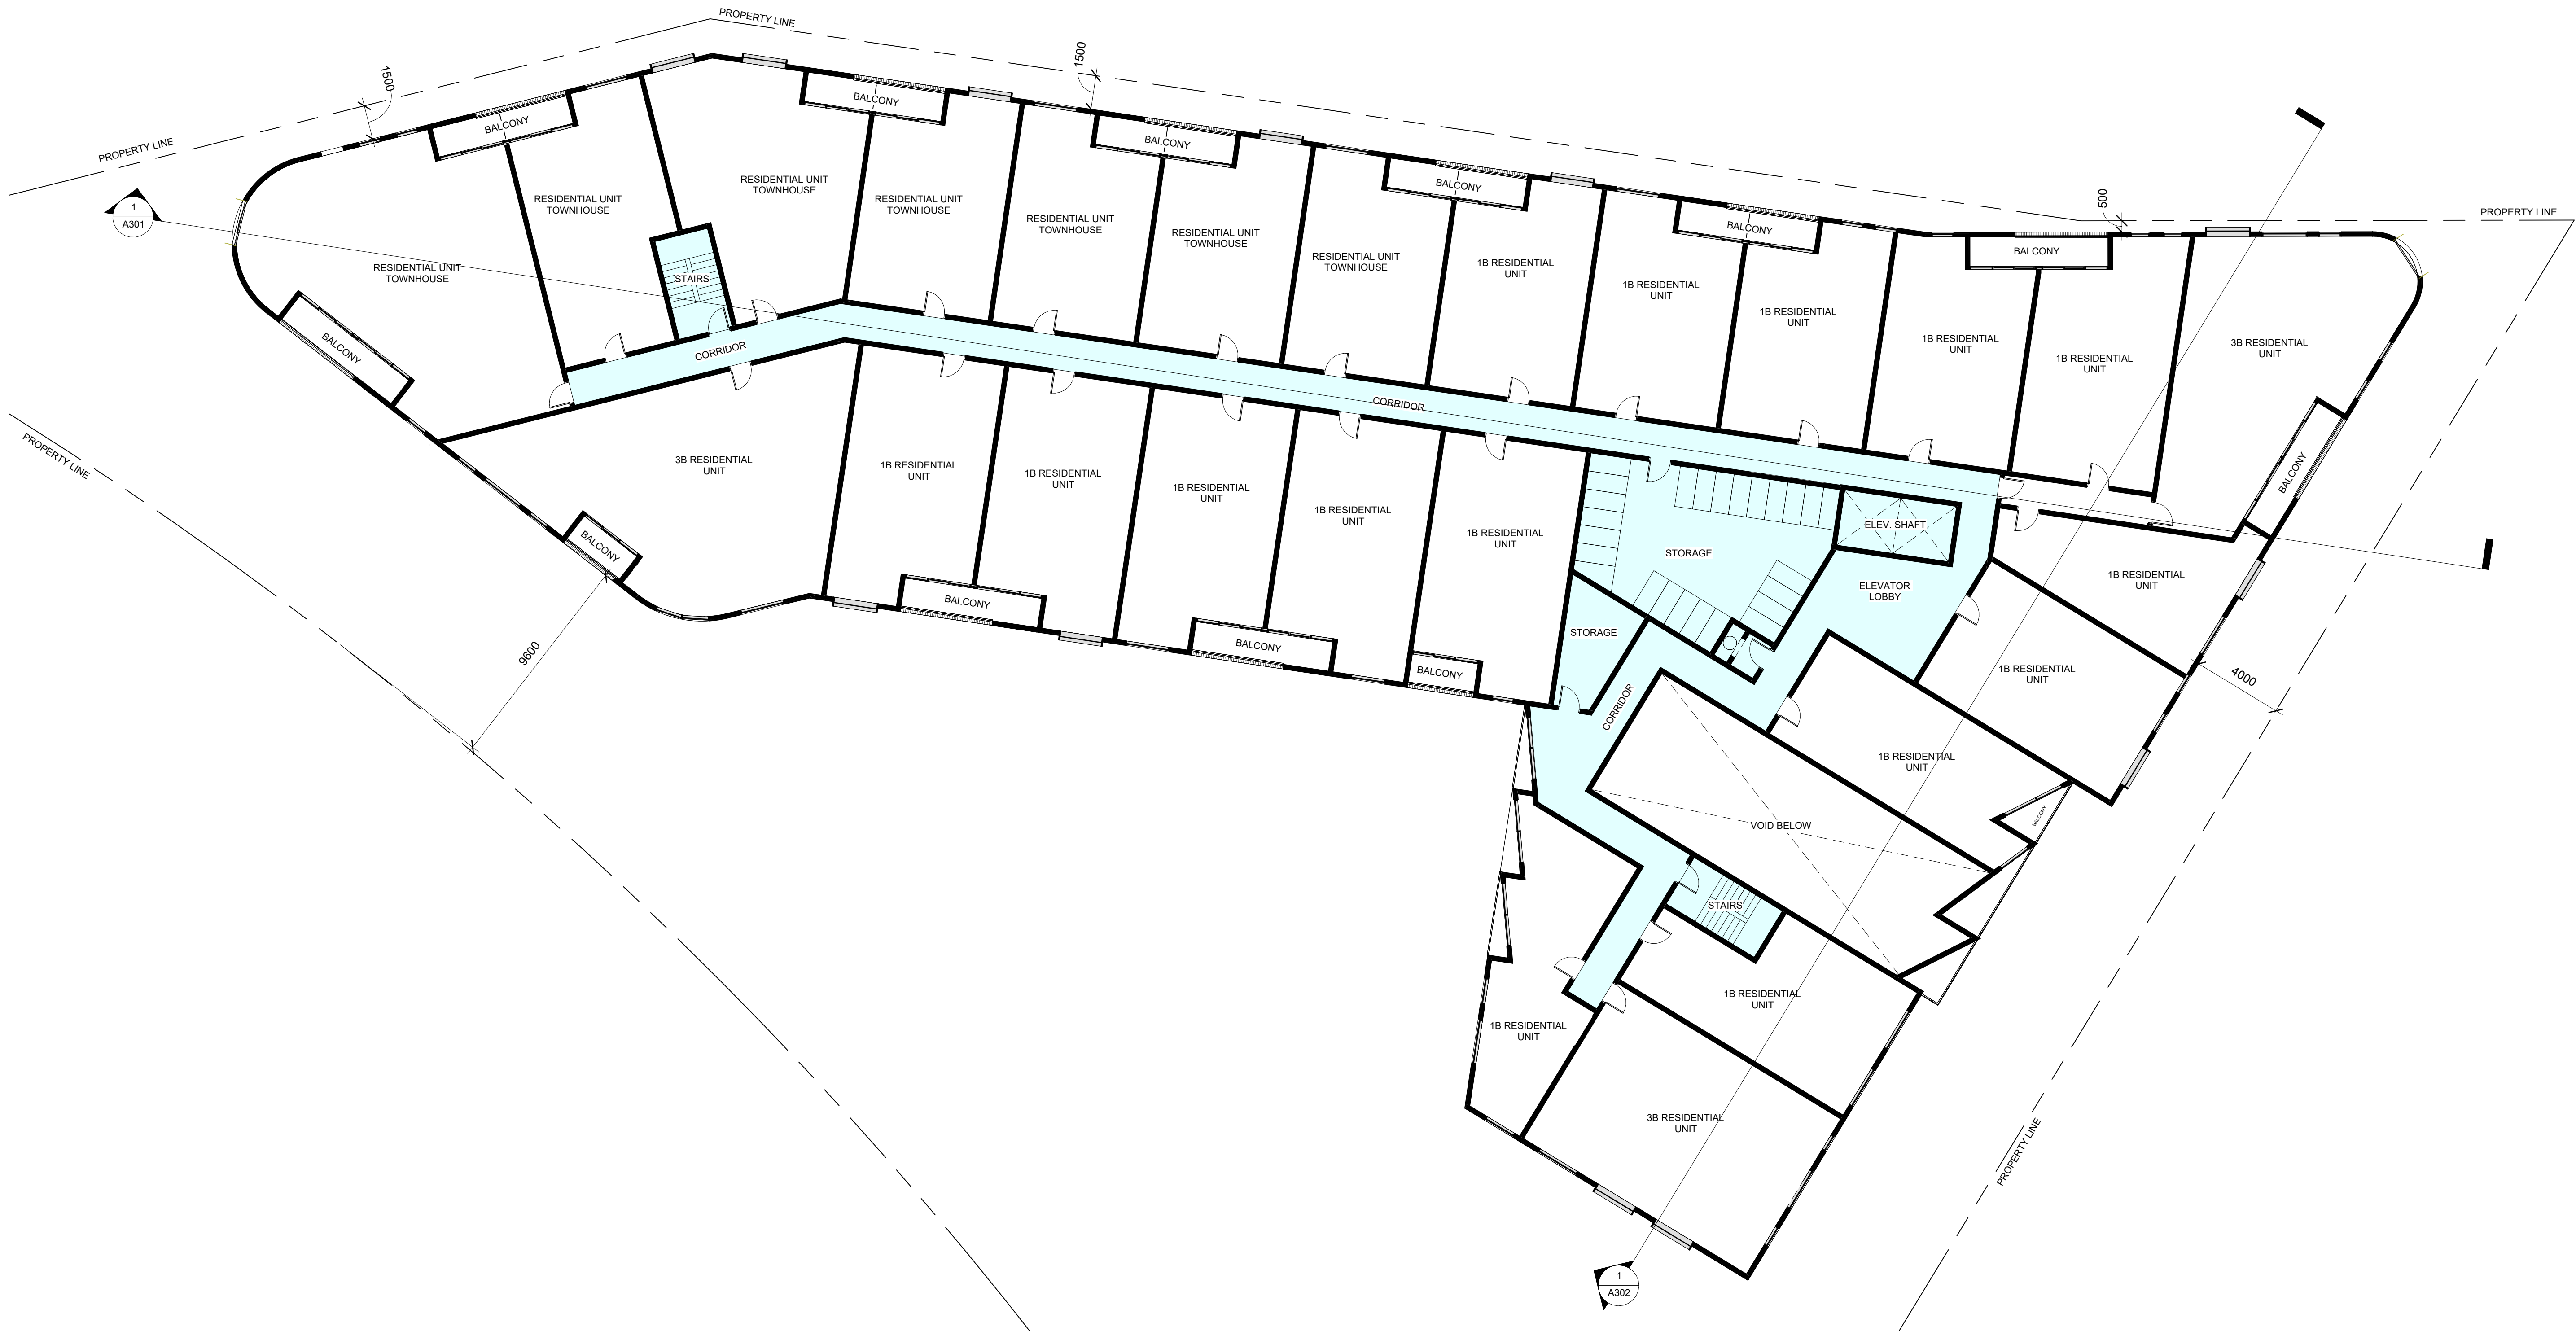 PROPERTY LINE
1500
1500
BALCONY
BALCONY
BALCONY
PROPERTY LINE
BALCONY
500
PROPERTY LINE
1
A301
RESIDENTIAL UNIT
TOWNHOUSE
RESIDENTIAL UNIT
TOWNHOUSE
RESIDENTIAL UNIT
TOWNHOUSE
RESIDENTIAL UNIT
TOWNHOUSE
RESIDENTIAL UNIT
TOWNHOUSE
RESIDENTIAL UNIT
TOWNHOUSE
BALCONY
BALCONY
RESIDENTIAL UNIT
TOWNHOUSE
STAIRS
1B RESIDENTIAL
UNIT
1B RESIDENTIAL
UNIT
1B RESIDENTIAL
UNIT
1B RESIDENTIAL
UNIT
1B RESIDENTIAL
UNIT
3B RESIDENTIAL
UNIT
BALCONY
CORRIDOR
CORRIDOR
PROPERTY LINE
3B RESIDENTIAL
UNIT
1B RESIDENTIAL
UNIT
1B RESIDENTIAL
UNIT
1B RESIDENTIAL
UNIT
1B RESIDENTIAL
UNIT
1B RESIDENTIAL
UNIT
BALCONY
ELEV. SHAFT
STORAGE
BALCONY
ELEVATOR
LOBBY
1B RESIDENTIAL
UNIT
BALCONY
BALCONY
BALCONY
STORAGE
9600
1B RESIDENTIAL
UNIT
4000
CORRIDOR
1B RESIDENTIAL
UNIT
BALCONY
VOID BELOW
STAIRS
1B RESIDENTIAL
UNIT
1B RESIDENTIAL
UNIT
3B RESIDENTIAL
UNIT
PROPERTY LINE
1
A302